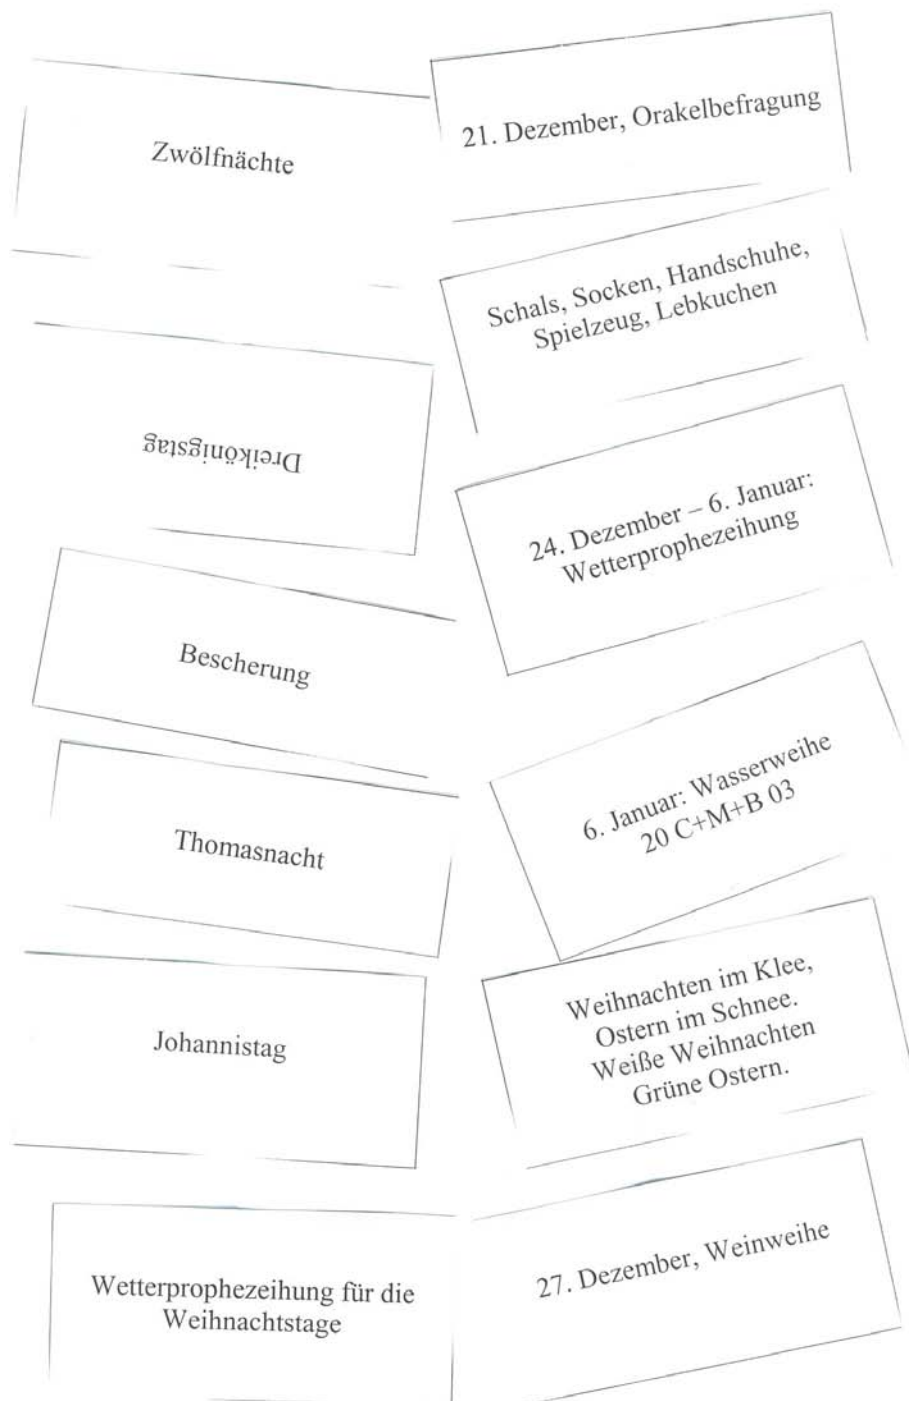 Zwölfnächte
21. Dezember, Orakelbefragung
Schals, Socken, Handschuhe,
Spielzeug, Lebkuchen
Dreikönigstag
24. Dezember – 6. Januar:
Wetterprophezeihung
Bescherung
6. Januar: Wasserweihe
20 C+M+B 03
Thomasnacht
Weihnachten im Klee,
Ostern im Schnee.
Weiße Weihnachten
Grüne Ostern.
Johannistag
27. Dezember, Weinweihe
Wetterprophezeihung für die
Weihnachtstage